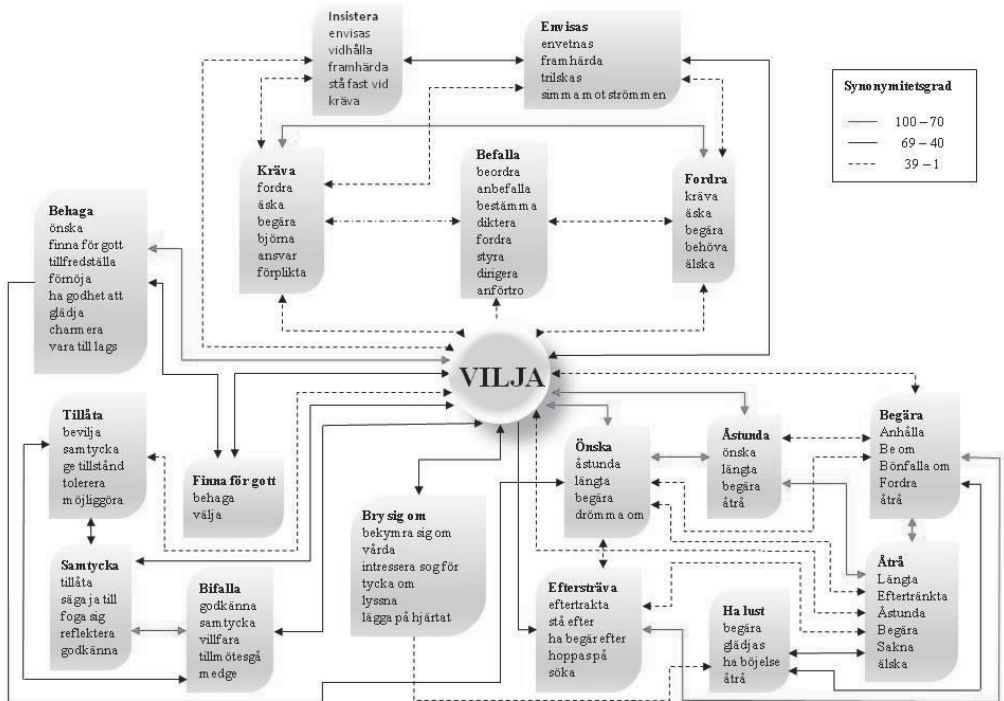 Insistera
envisas
vidhålla
framhärda
stå fast vid
kräva
Envisas
envetnas
framhärda
trilskas
simma mot strömmen
Synonymitetsgrad
100 – 70
69 – 40
39 – 1
Kräva
fordra
äska
begära
björna
ansvar
förplikta
Befalla
beordra
anbefalla
bestämma
diktera
fordra
styra
dirigera
anförtro
Fordra
kräva
äska
begära
behöva
älska
Behaga
önska
finna för gott
tillfredställa
förnöja
ha godhet att
glädja
charmera
vara till lags
VILJA
Tillåta
bevilja
samtycka
ge tillstånd
tolerera
möjliggöra
Finna för gott
behaga
välja
Önska
åstunda
längta
begära
drömma om
Åstunda
önska
längta
begära
åtrå
Begära
Anhålla
Be om
Bönfalla om
Fordra
åtrå
Bry sig om
bekymra sig om
vårda
intressera sog för
tycka om
lyssna
lägga på hjärtat
Samtycka
tillåta
säga ja till
foga sig
reflektera
godkänna
Bifalla
godkänna
samtycka
villfara
tillmötesgå
medge
Eftersträva
eftertrakta
stå efter
ha begär efter
hoppas på
söka
Ha lust
begära
glädjas
ha böjelse
åtrå
Åtrå
Längta
Eftertränkta
Åstunda
Begära
Sakna
älska